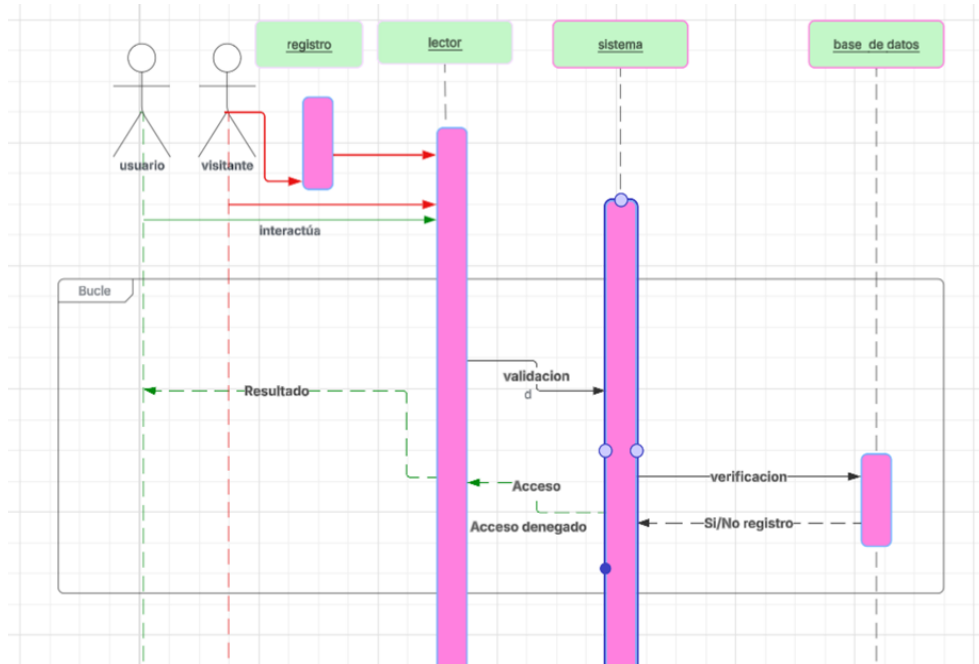 registro
lector
sistema
base de datos
usuario
visitante
interactúa
Bucle
validacion
d
Resultado
verificacion
Acceso
Si/No registro
Acceso denegado